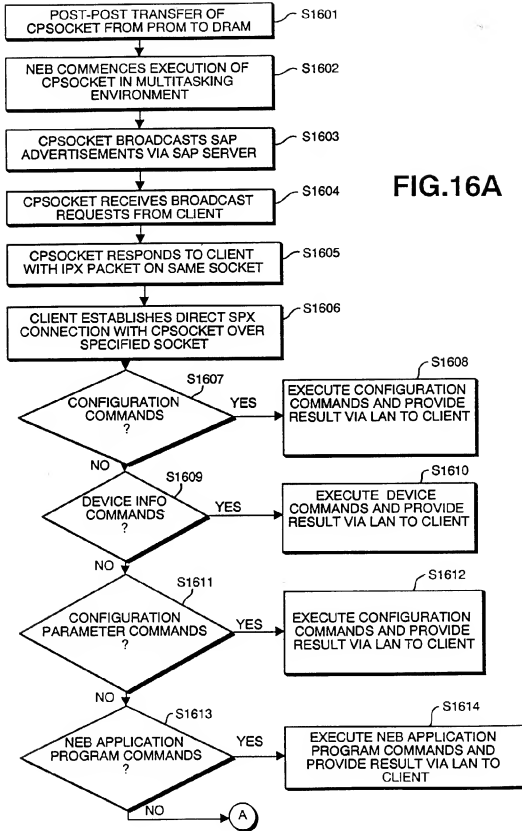 POST-POST TRANSFER OF
CPSOCKET FROM PROM TO DRAM
S1601
NEB COMMENCES EXECUTION OF
CPSOCKET IN MULTITASKING
ENVIRONMENT
S1602
CPSOCKET BROADCASTS SAP
ADVERTISEMENTS VIA SAP SERVER
S1603
CPSOCKET RECEIVES BROADCAST
REQUESTS FROM CLIENT
S1604
FIG.16A
CPSOCKET RESPONDS TO CLIENT
WITH IPX PACKET ON SAME SOCKET
S1605
CLIENT ESTABLISHES DIRECT SPX
CONNECTION WITH CPSOCKET OVER
SPECIFIED SOCKET
S1606
S1607
CONFIGURATION
COMMANDS
?
YES
NO
S1608
EXECUTE CONFIGURATION
COMMANDS AND PROVIDE
RESULT VIA LAN TO CLIENT
S1609
DEVICE INFO
COMMANDS
?
YES
NO
S1610
EXECUTE DEVICE
COMMANDS AND PROVIDE
RESULT VIA LAN TO CLIENT
S1611
CONFIGURATION
PARAMETER COMMANDS
?
YES
NO
S1612
EXECUTE CONFIGURATION
COMMANDS AND PROVIDE
RESULT VIA LAN TO CLIENT
S1613
NEB APPLICATION
PROGRAM COMMANDS
?
YES
NO
S1614
EXECUTE NEB APPLICATION
PROGRAM COMMANDS AND
PROVIDE RESULT VIA LAN TO
CLIENT
A